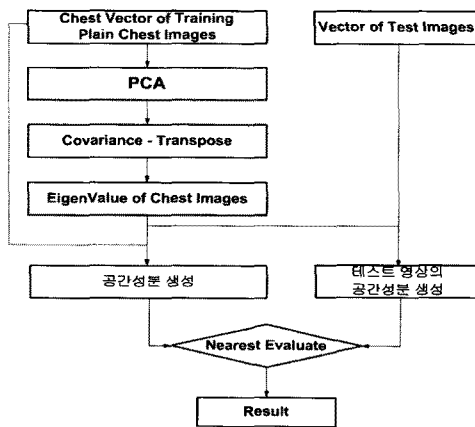 Chest Vector of Training
Plain Chest Images
Vector of Test Images
PCA
Covariance - Transpose
EigenValue of Chest Images
공간성분 생성
테스트 영상의
공간성분 생성
Nearest Evaluate
Result